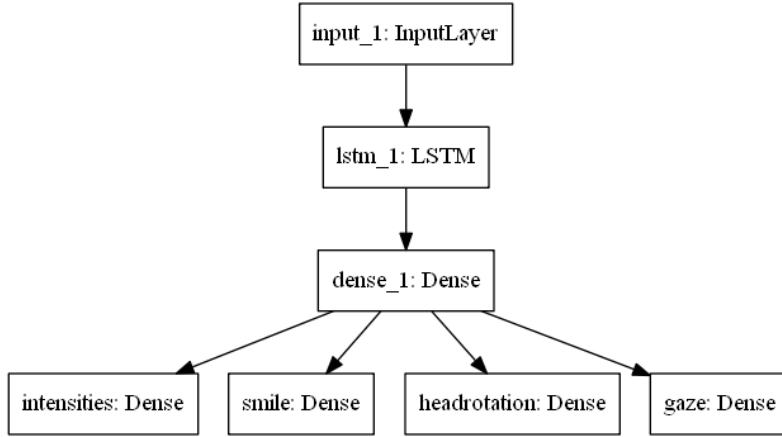 input_1: InputLayer
lstm_1: LSTM
dense_1: Dense
intensities: Dense
smile: Dense
headrotation: Dense
gaze: Dense